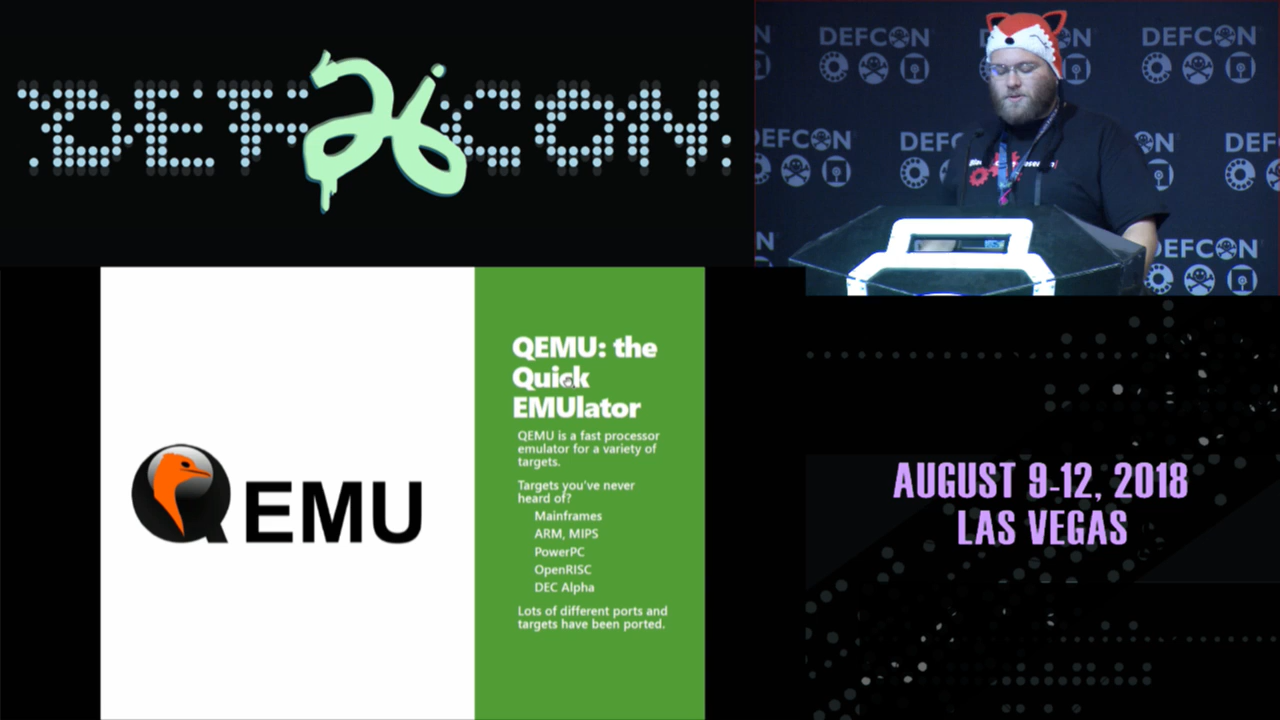 DEFCON
26
DEFCON
DEFCON
DEFCON
DEFCON
DEFCON
QEMU: the
Quick
EMUlator
QEMU is a fast processor
emulator for a variety of
targets.
Targets you've never
heard of?
Mainframes
ARM, MIPS
PowerPC
OpenRISC
DEC Alpha
Lots of different ports and
targets have been ported.
QEMU
AUGUST 9-12, 2018
LAS VEGAS